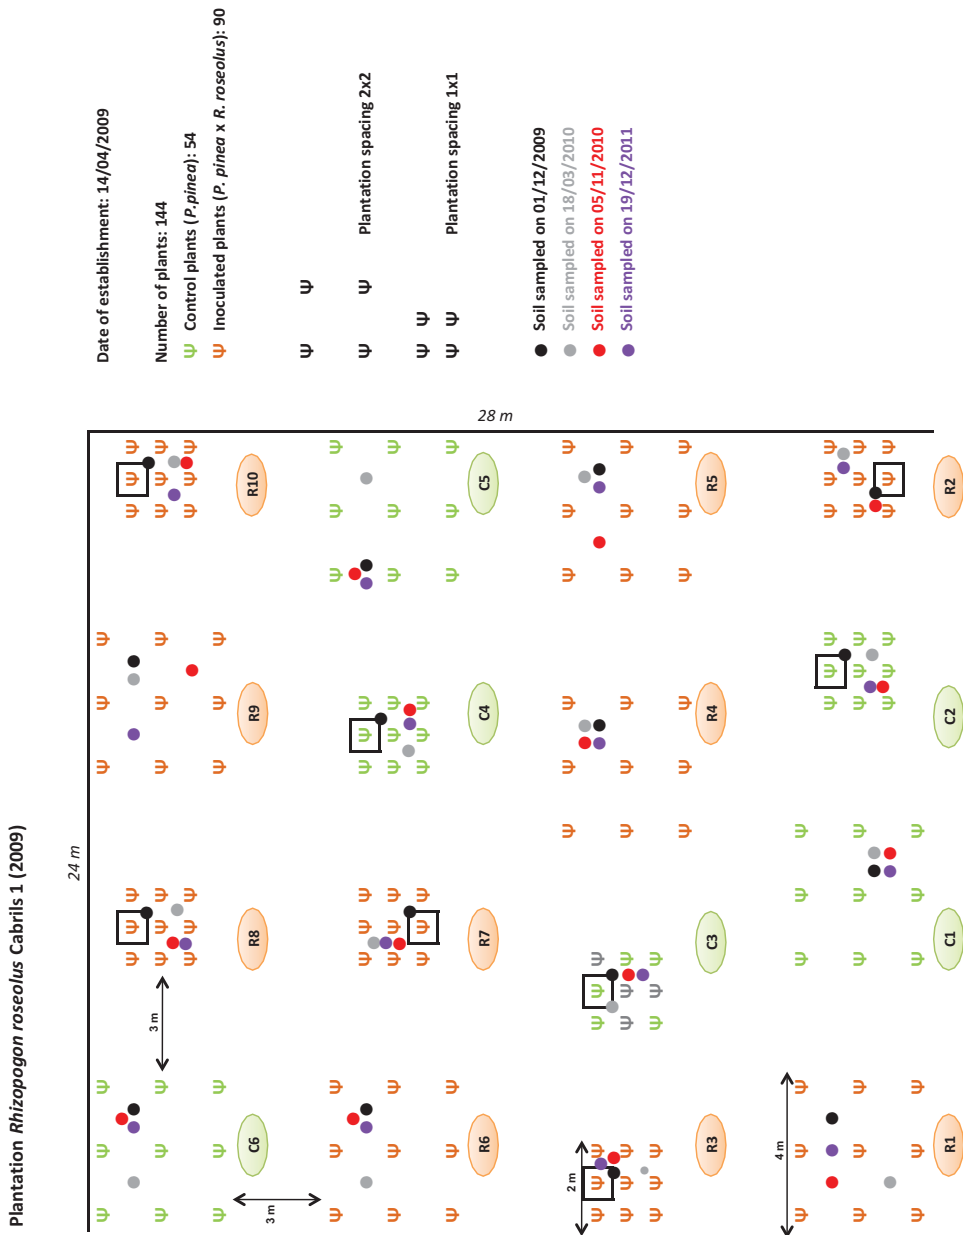 Plantation Rhizopogon roseolus Cabrils 1 (2009)
24 m
28 m
C6
R8
R9
R10
3 m
3 m
R6
R7
C4
C5
2 m
R3
C3
R4
R5
4 m
R1
C1
C2
R2
Date of establishment: 14/04/2009
Number of plants: 144
Ψ Control plants (P.pinea): 54
Ψ Inoculated plants (P. pinea x R. roseolus): 90
Plantation spacing 2x2
Plantation spacing 1x1
Soil sampled on 01/12/2009
Soil sampled on 18/03/2010
Soil sampled on 05/11/2010
Soil sampled on 19/12/2011